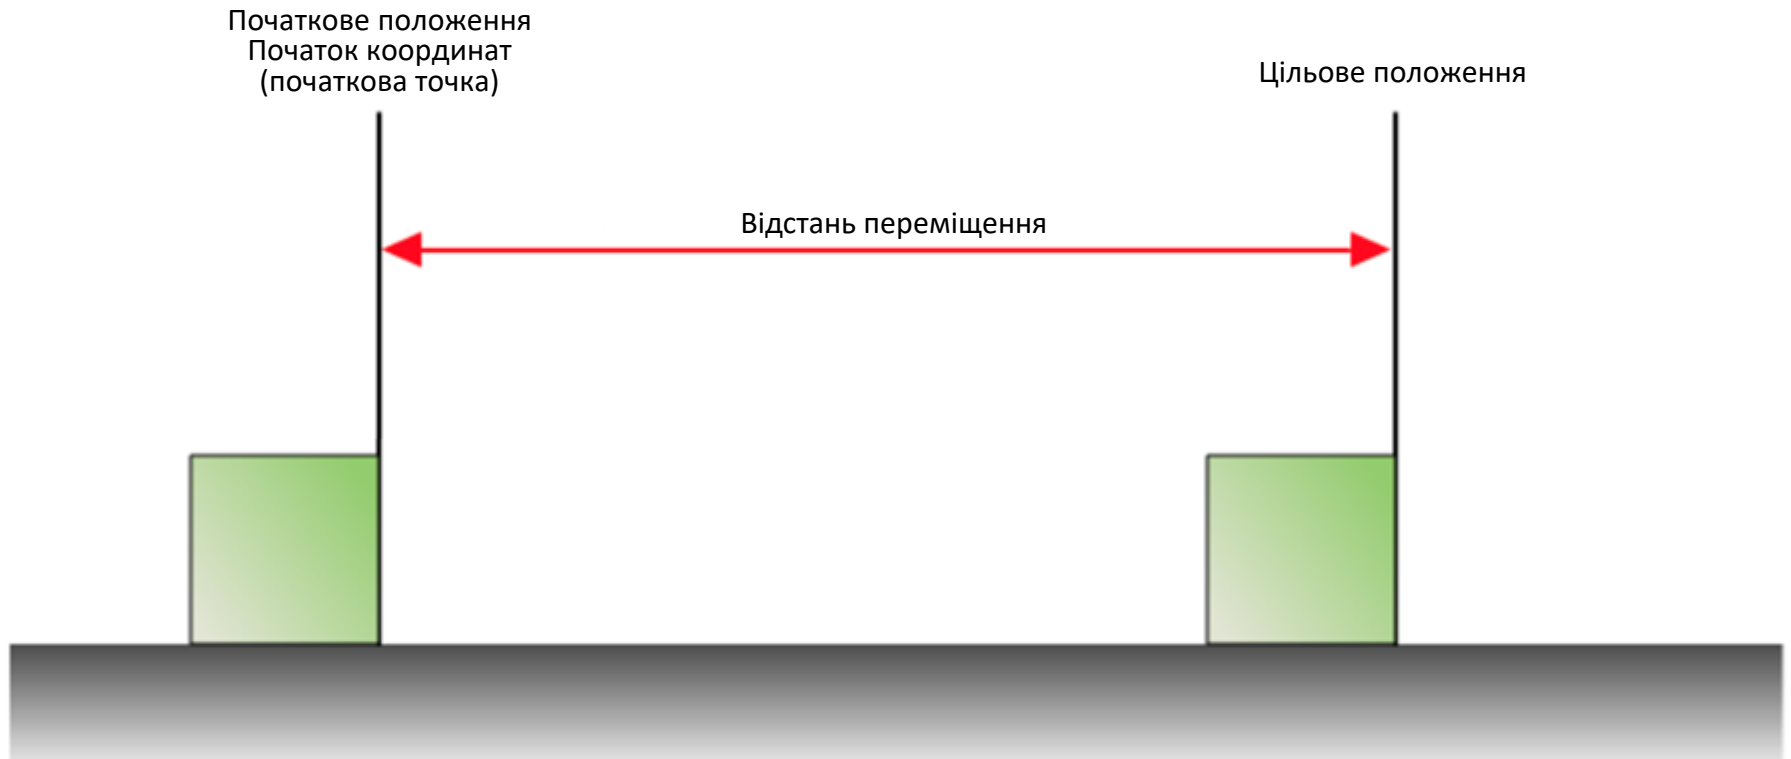 Початкове положення
Початок координат
(початкова точка)
Цільове положення
Відстань переміщення